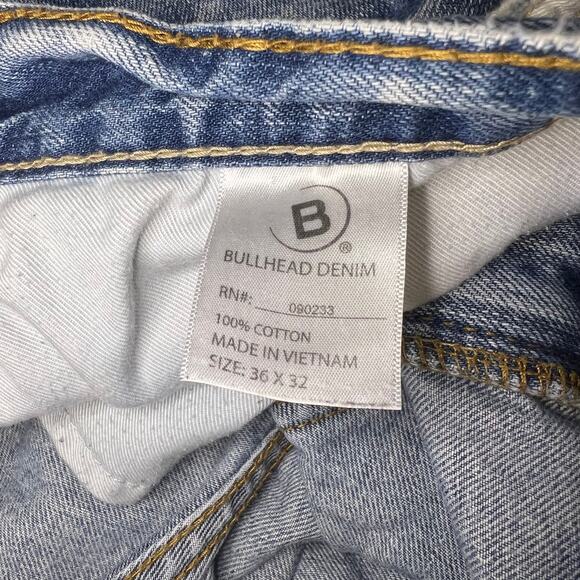 B
®
BULLHEAD DENIM
RN#: 090233
100% COTTON
MADE IN VIETNAM
SIZE: 36 X 32